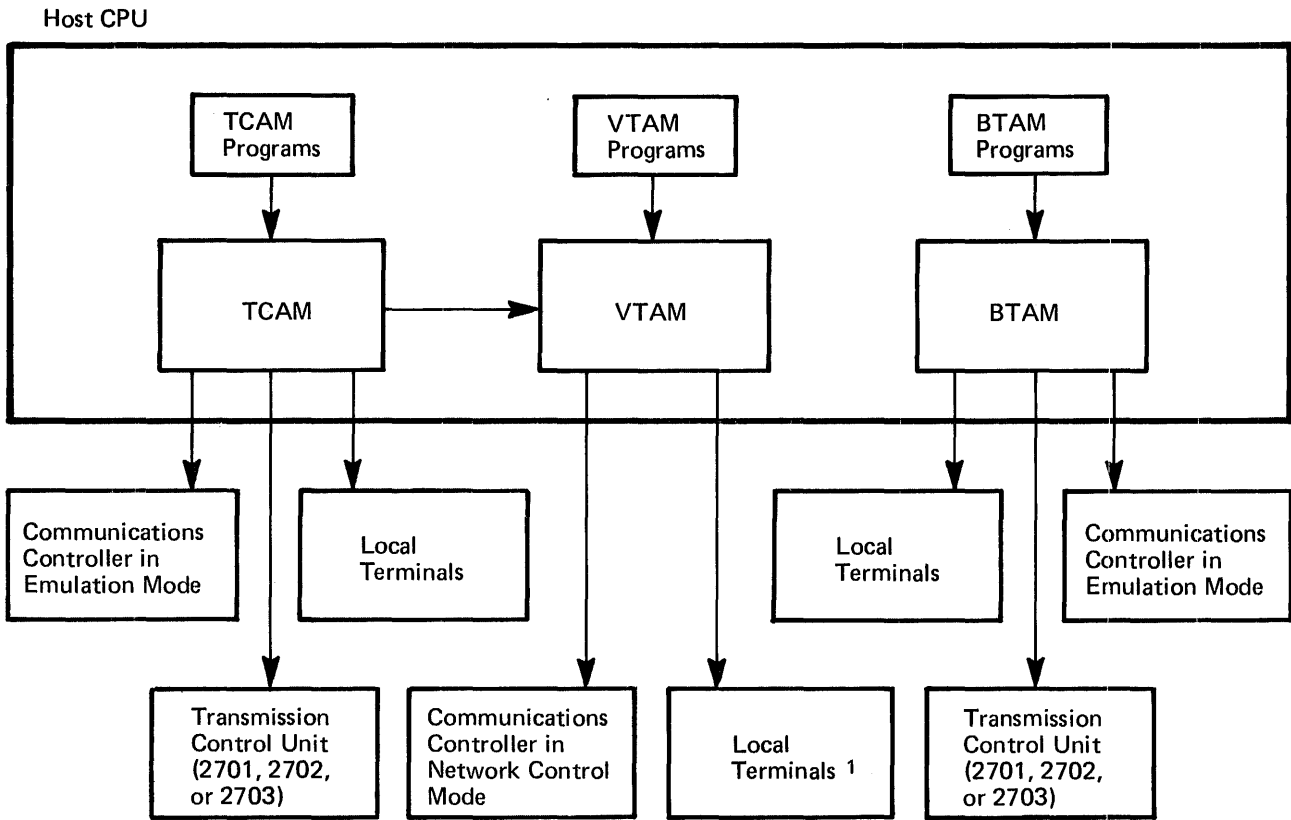 Host CPU
TCAM
Programs
VTAM
Programs
BTAM
Programs
TCAM
VTAM
BTAM
Communications
Controller in
Emulation Mode
Local
Terminals
Local
Terminals
Communications
Controller in
Emulation Mode
Transmission
Control Unit
(2701, 2702,
or 2703)
Communications
Controller in
Network Control
Mode
Local
Terminals 1
Transmission
Control Unit
(2701, 2702,
or 2703)